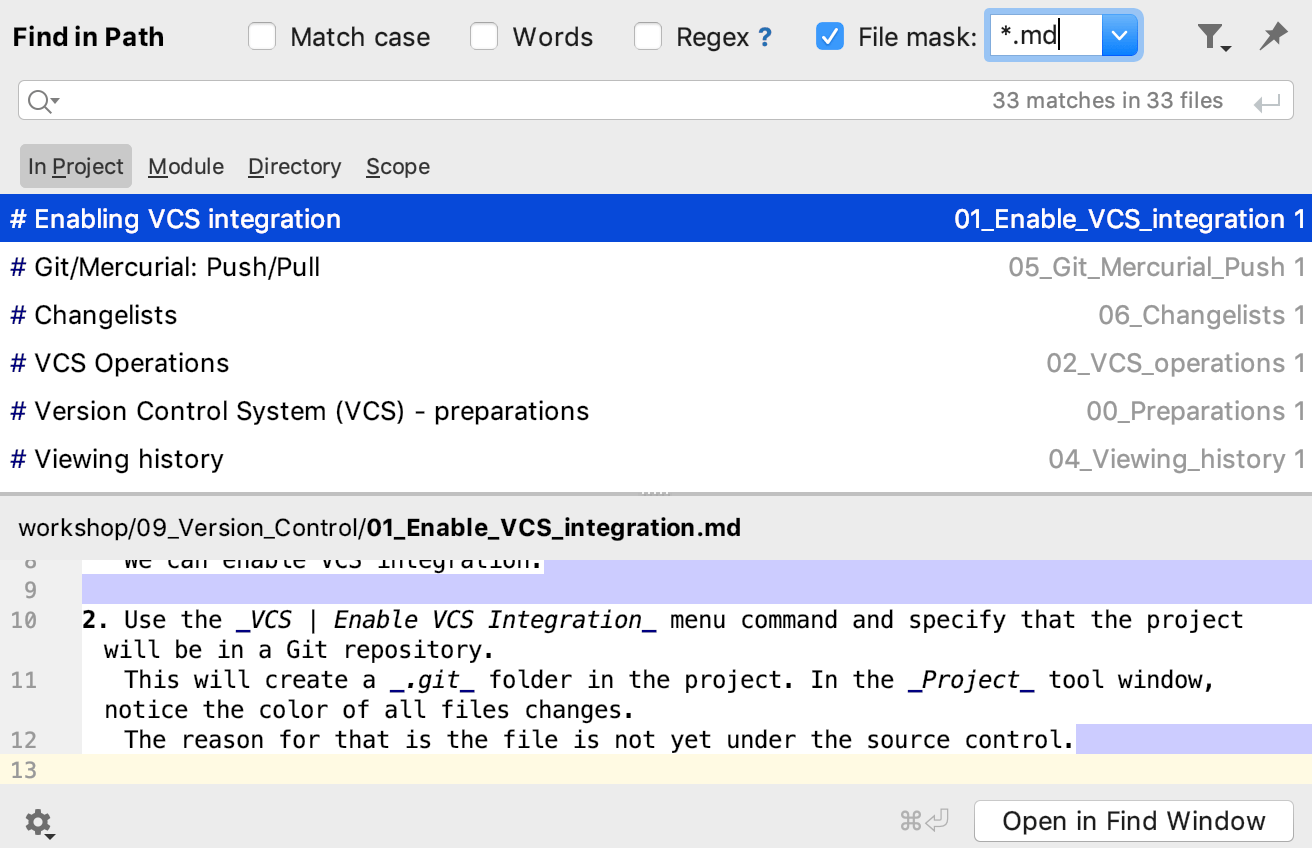 Find in Path Match case Words Regex ? File mask: *.md
33 matches in 33 files
In Project Module Directory Scope
# Enabling VCS integration 01_Enable_VCS_integration 1
# Git/Mercurial: Push/Pull 05_Git_Mercurial_Push 1
# Changelists 06_Changelists 1
# VCS Operations 02_VCS_operations 1
# Version Control System (VCS) - preparations 00_Preparations 1
# Viewing history 04_Viewing_history 1
workshop/09_Version_Control/01_Enable_VCS_integration.md
8 We can enable VCS integration.
9
10 2. Use the _VCS | Enable VCS Integration_ menu command and specify that the project
will be in a Git repository.
11 This will create a _.git_ folder in the project. In the _Project_ tool window,
notice the color of all files changes.
12 The reason for that is the file is not yet under the source control.
13
⌘⏎ Open in Find Window